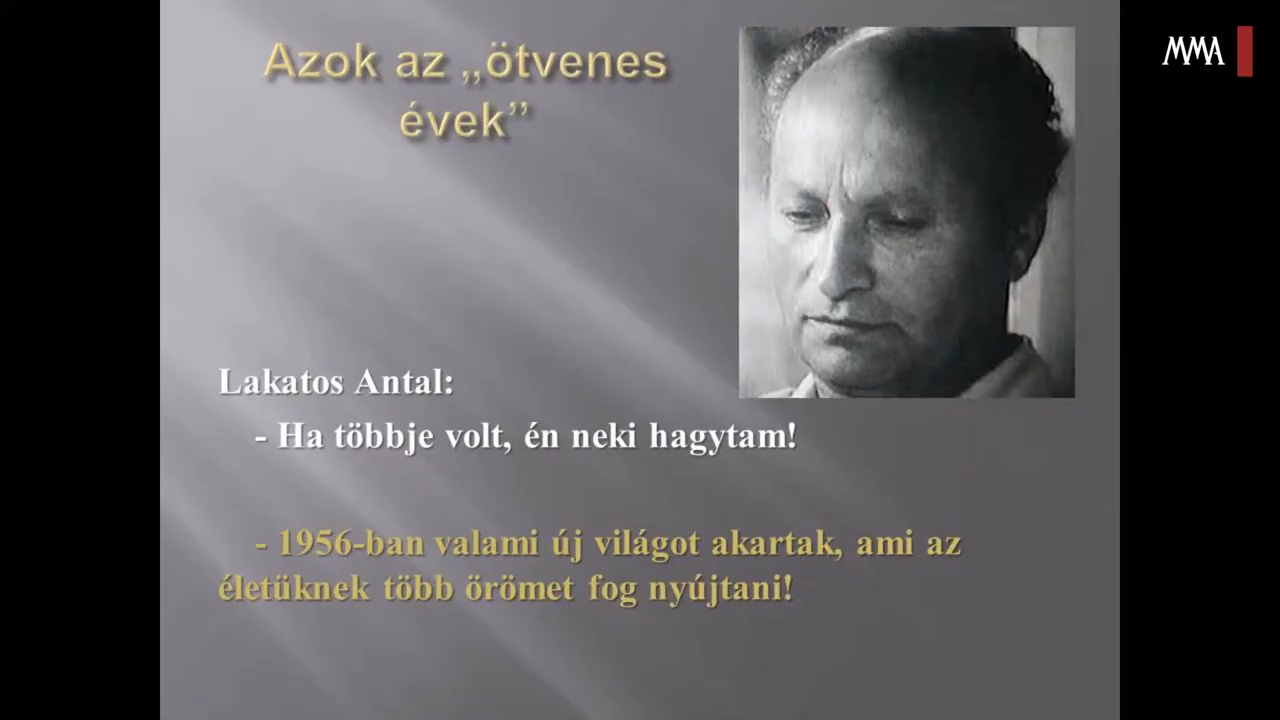 Azok az „ötvenes
évek”
MMA
Lakatos Antal:
- Ha többje volt, én neki hagytam!
- 1956-ban valami új világot akartak, ami az
életüknek több örömet fog nyújtani!